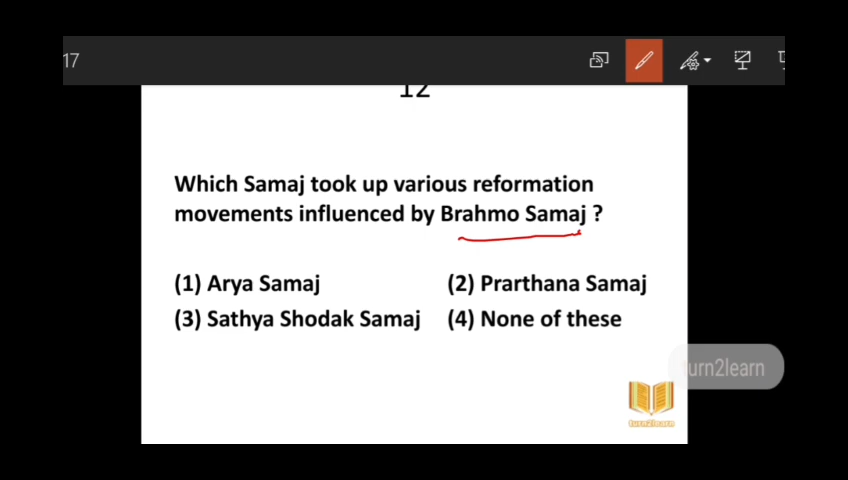 17
12
Which Samaj took up various reformation
movements influenced by Brahmo Samaj ?
(1) Arya Samaj (2) Prarthana Samaj
(3) Sathya Shodak Samaj (4) None of these
turn2learn
turn2learn